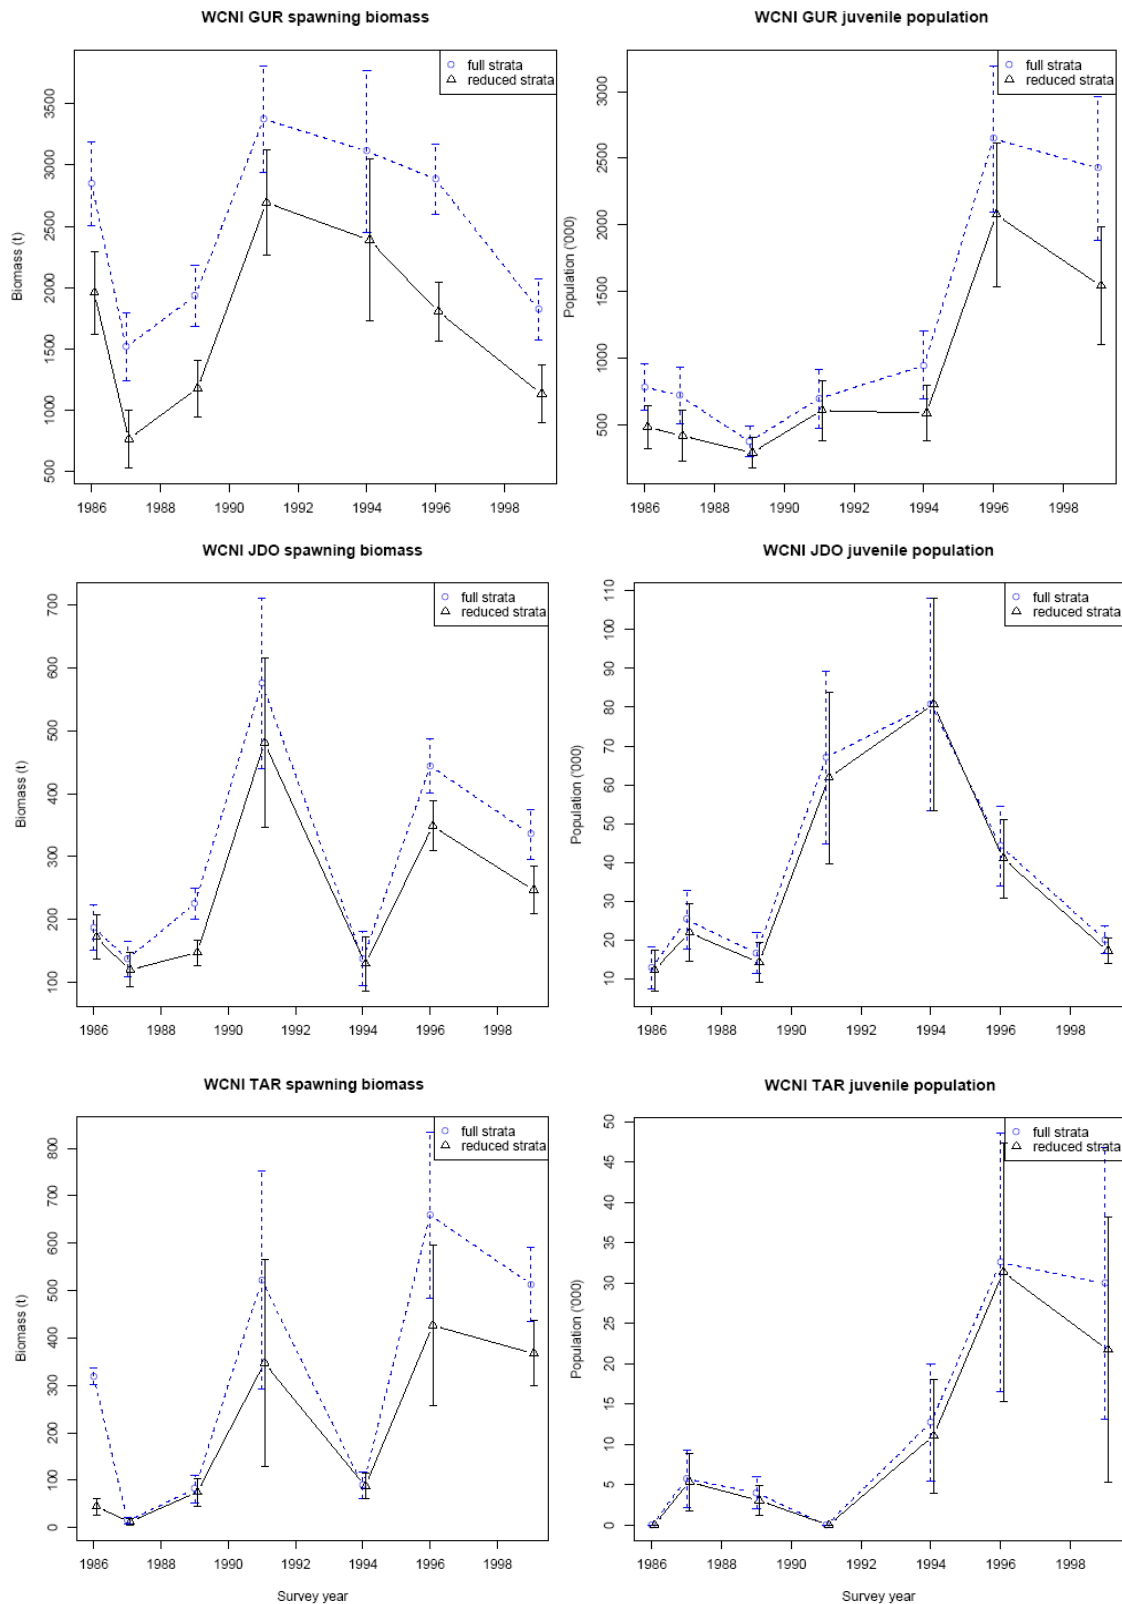 WCNI GUR spawning biomass
full strata
reduced strata
Biomass (t)
3500
3000
2500
2000
1500
1000
500
1986 1988 1990 1992 1994 1996 1998
WCNI GUR juvenile population
full strata
reduced strata
Population ('000)
3000
2500
2000
1500
1000
500
1986 1988 1990 1992 1994 1996 1998
WCNI JDO spawning biomass
full strata
reduced strata
Biomass (t)
700
600
500
400
300
200
100
1986 1988 1990 1992 1994 1996 1998
WCNI JDO juvenile population
full strata
reduced strata
Population ('000)
110
100
90
80
70
60
50
40
30
20
10
1986 1988 1990 1992 1994 1996 1998
WCNI TAR spawning biomass
full strata
reduced strata
Biomass (t)
800
700
600
500
400
300
200
100
0
1986 1988 1990 1992 1994 1996 1998
Survey year
WCNI TAR juvenile population
full strata
reduced strata
Population ('000)
50
45
40
35
30
25
20
15
10
5
0
1986 1988 1990 1992 1994 1996 1998
Survey year